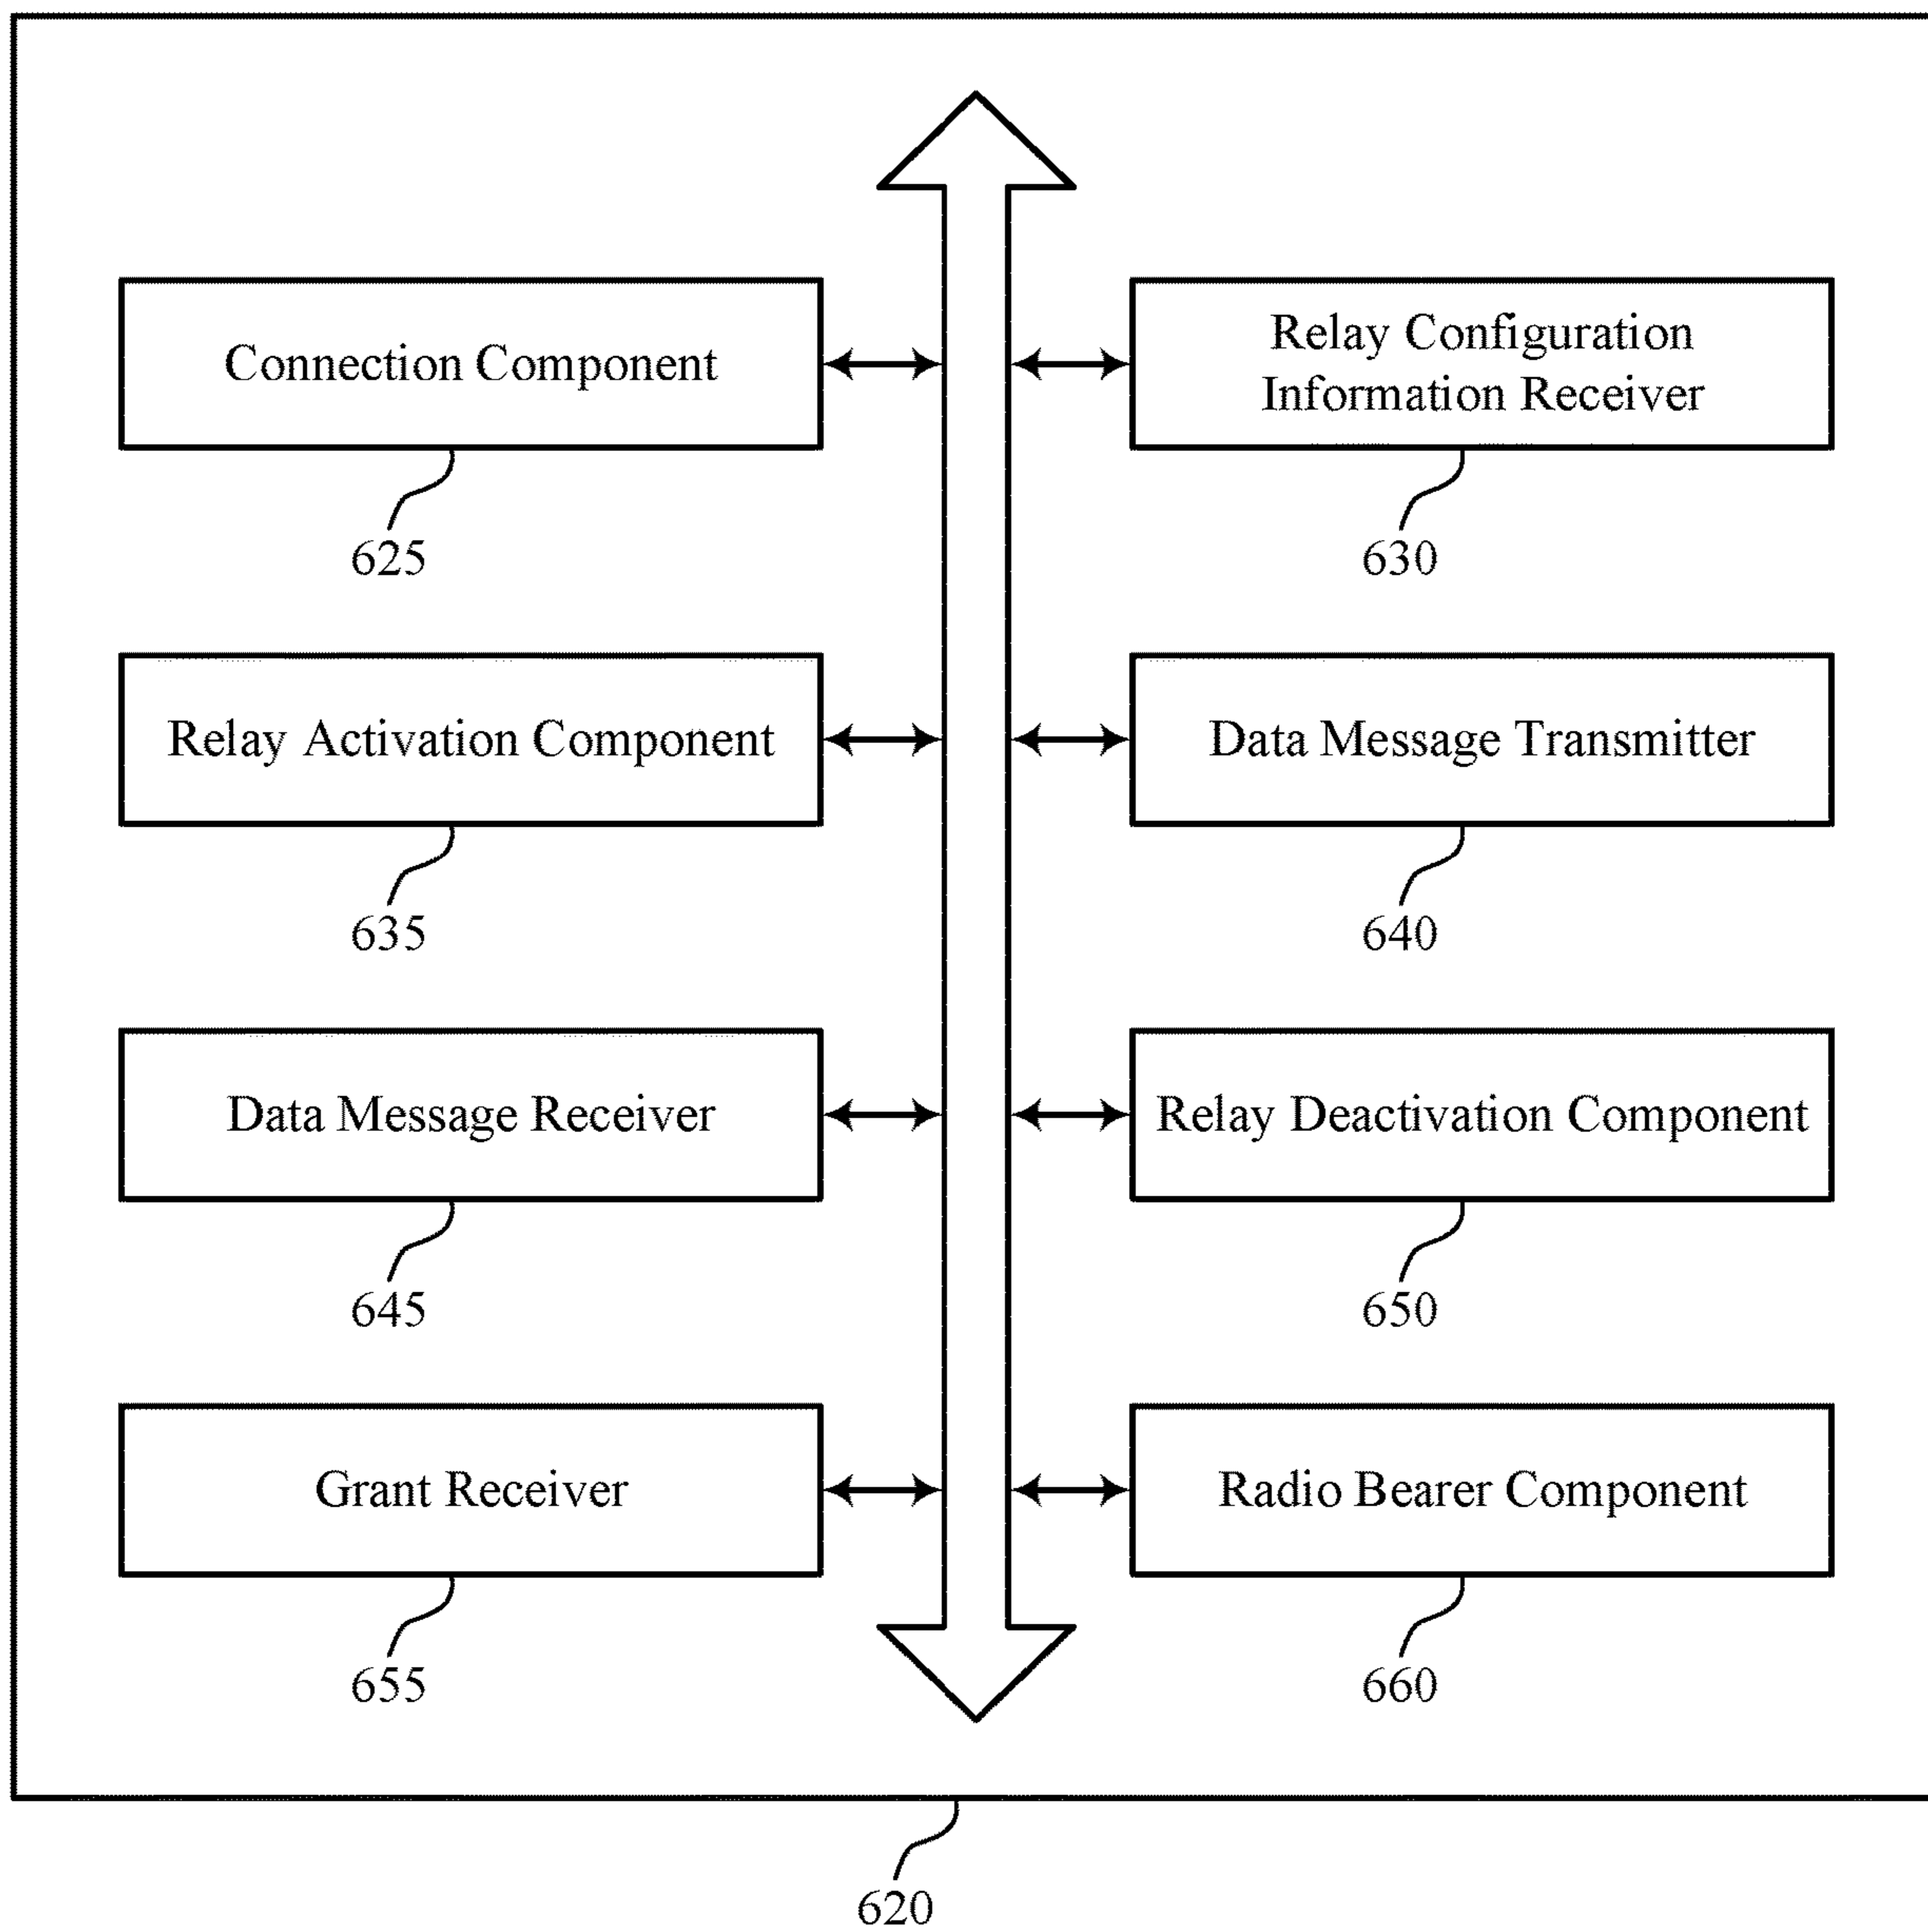 Connection Component
Relay Configuration
Information Receiver
625
630
Relay Activation Component
Data Message Transmitter
635
640
Data Message Receiver
Relay Deactivation Component
645
650
Grant Receiver
Radio Bearer Component
655
660
620